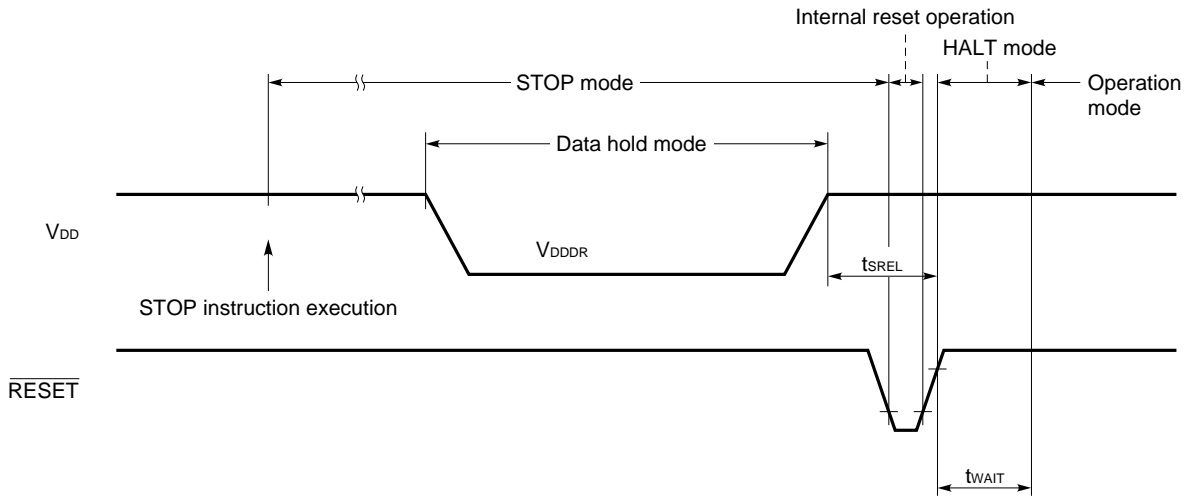 Internal reset operation
HALT mode
STOP mode
Operation
mode
Data hold mode
VDD
VDDDR
tSREL
STOP instruction execution
RESET
tWAIT